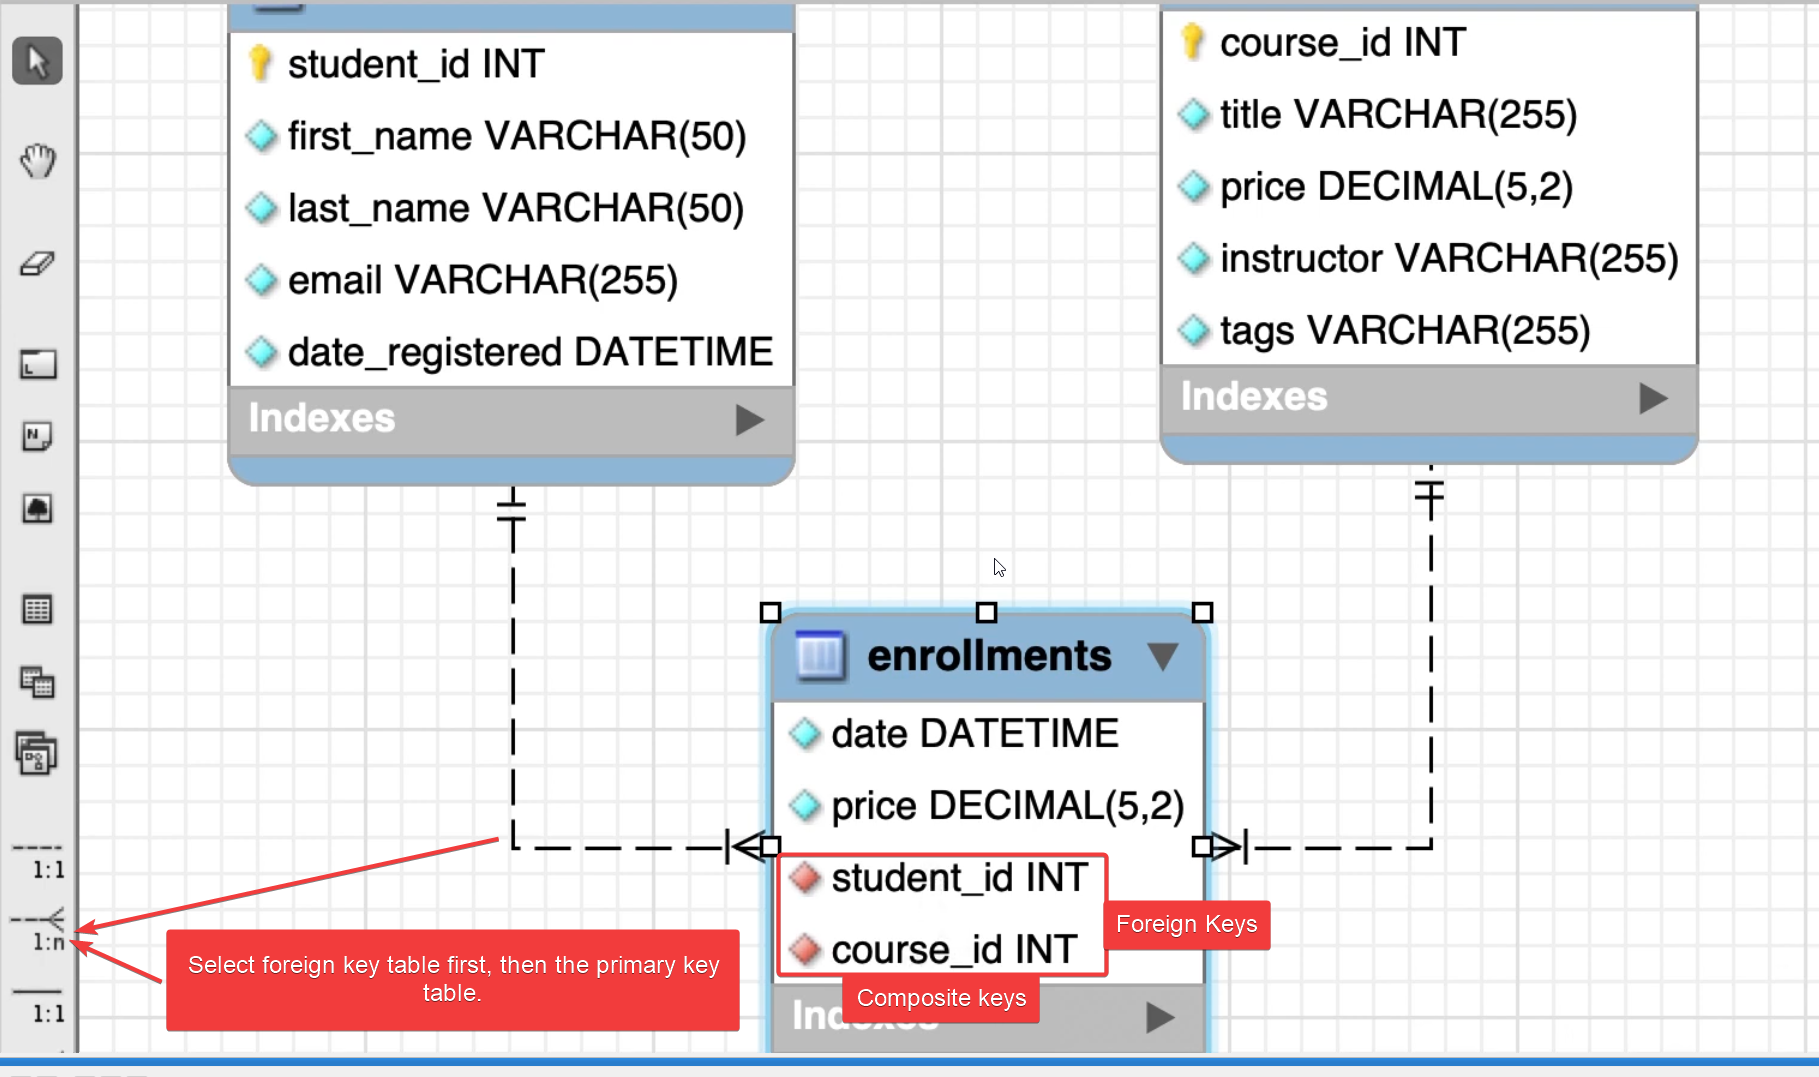 student_id INT
first_name VARCHAR(50)
last_name VARCHAR(50)
email VARCHAR(255)
date_registered DATETIME
Indexes
course_id INT
title VARCHAR(255)
price DECIMAL(5,2)
instructor VARCHAR(255)
tags VARCHAR(255)
Indexes
enrollments
date DATETIME
price DECIMAL(5,2)
student_id INT
course_id INT
Indexes
Foreign Keys
Composite keys
1:1
1:n
1:1
Select foreign key table first, then the primary key
table.